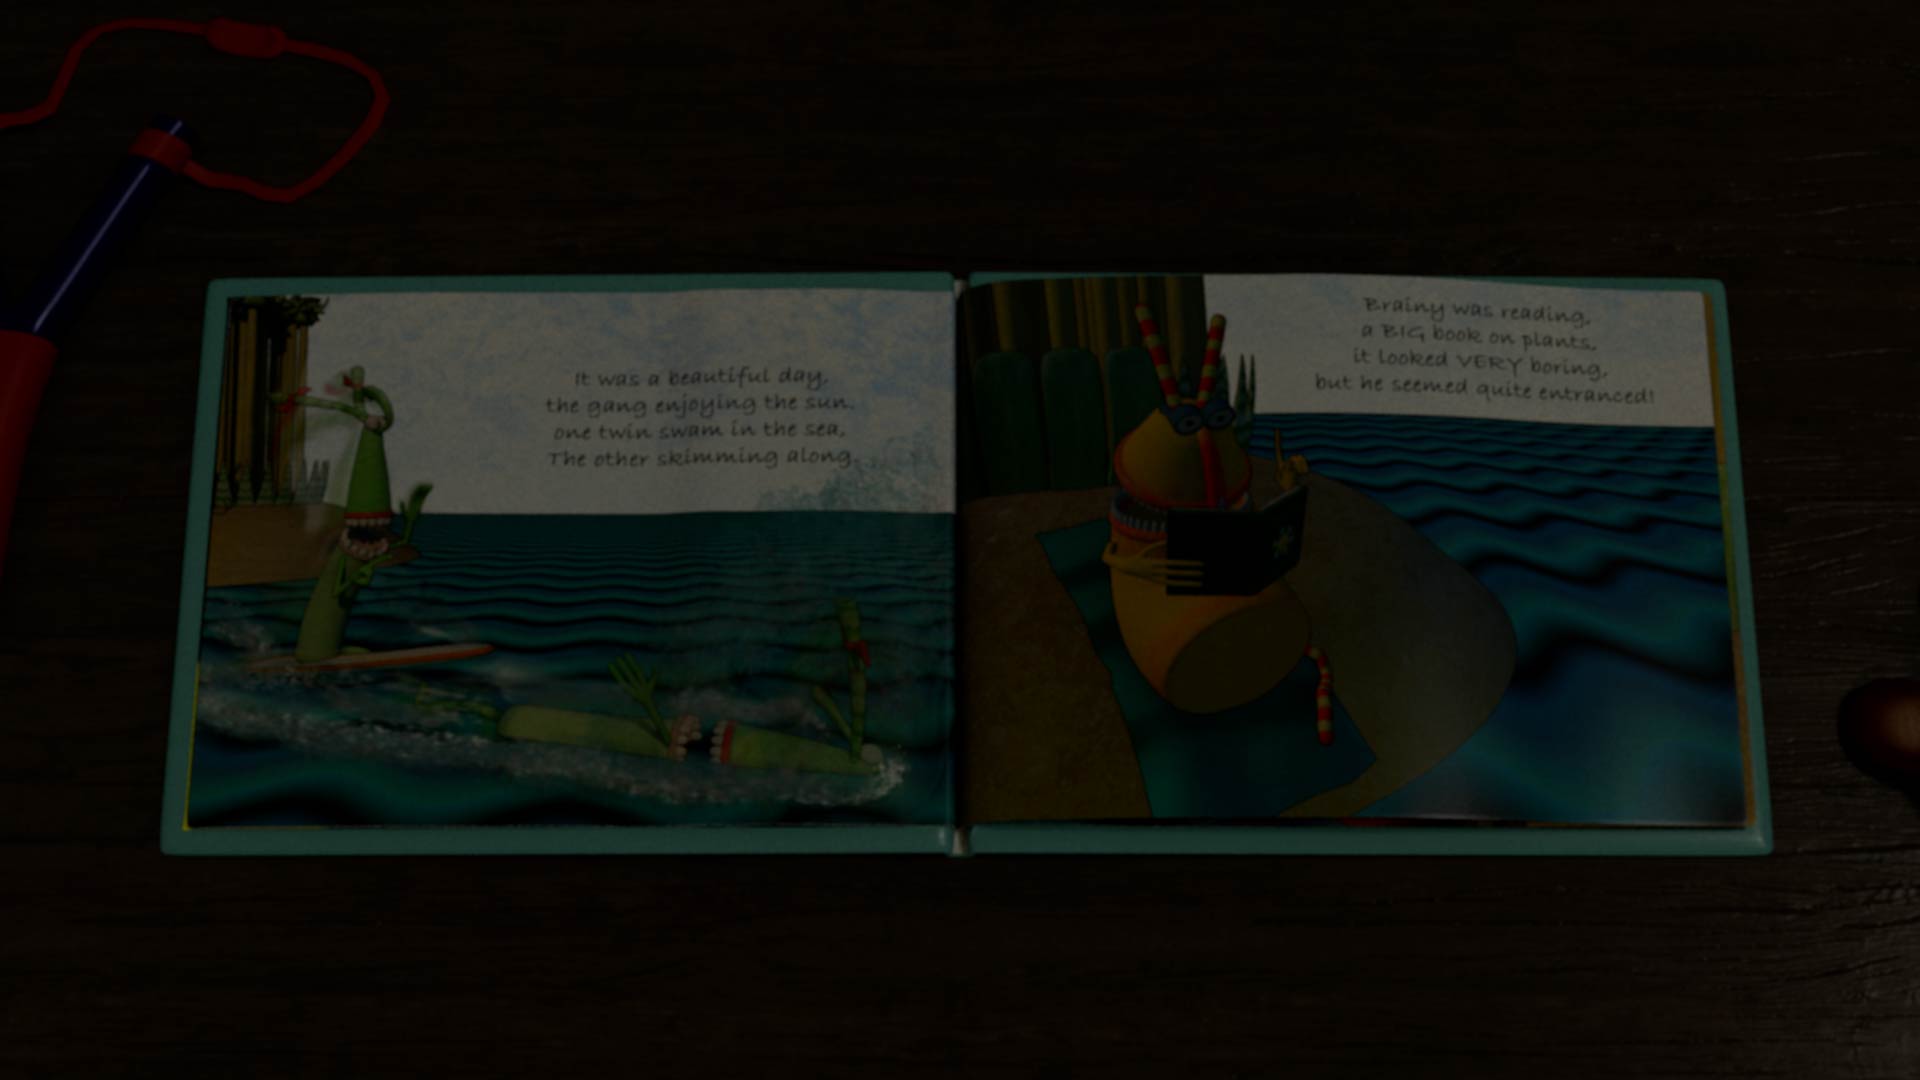 It was a beautiful day,
the gang enjoying the sun.
one twin swam in the sea,
The other skimming along.
Brainy was reading,
a BIG book on plants,
it looked VERY boring,
but he seemed quite entranced!